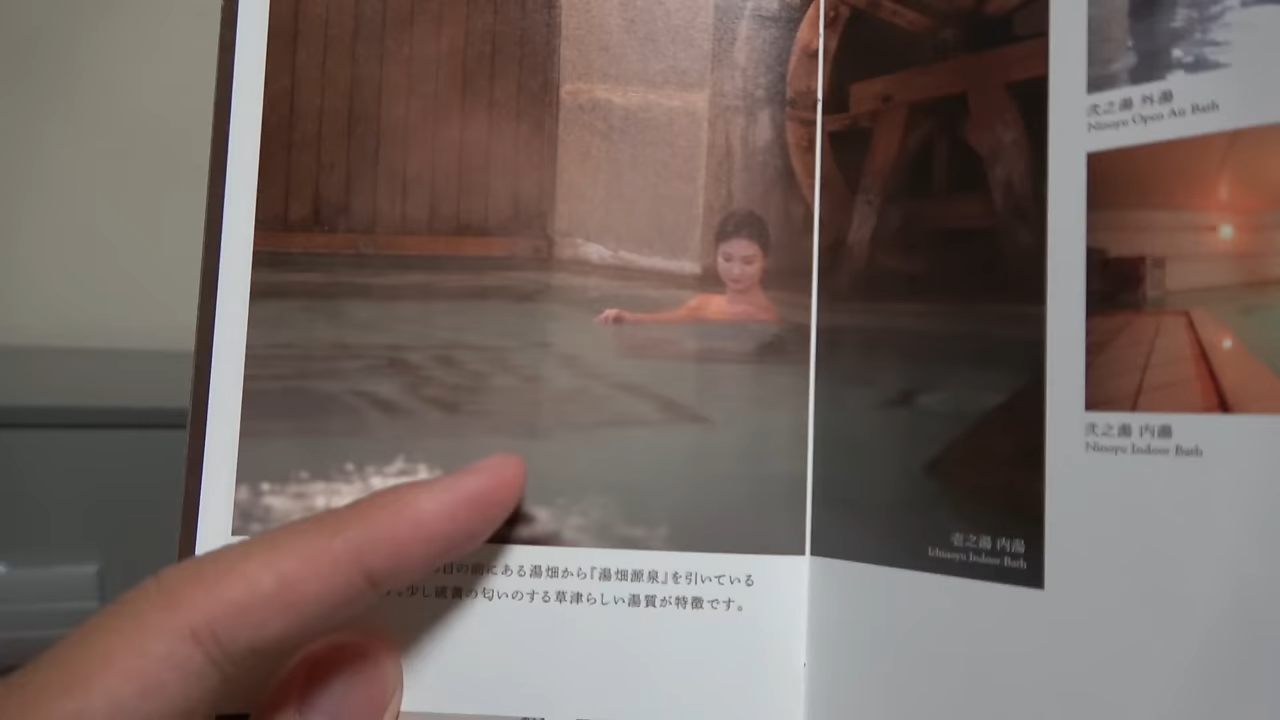 壱之湯 内湯
Ichinoyu Indoor Bath
目の前にある湯畑から『湯畑源泉』を引いている
少し硫黄の匂いのする草津らしい湯質が特徴です。
弐之湯 外湯
Ninoyu Open Air Bath
弐之湯 内湯
Ninoyu Indoor Bath